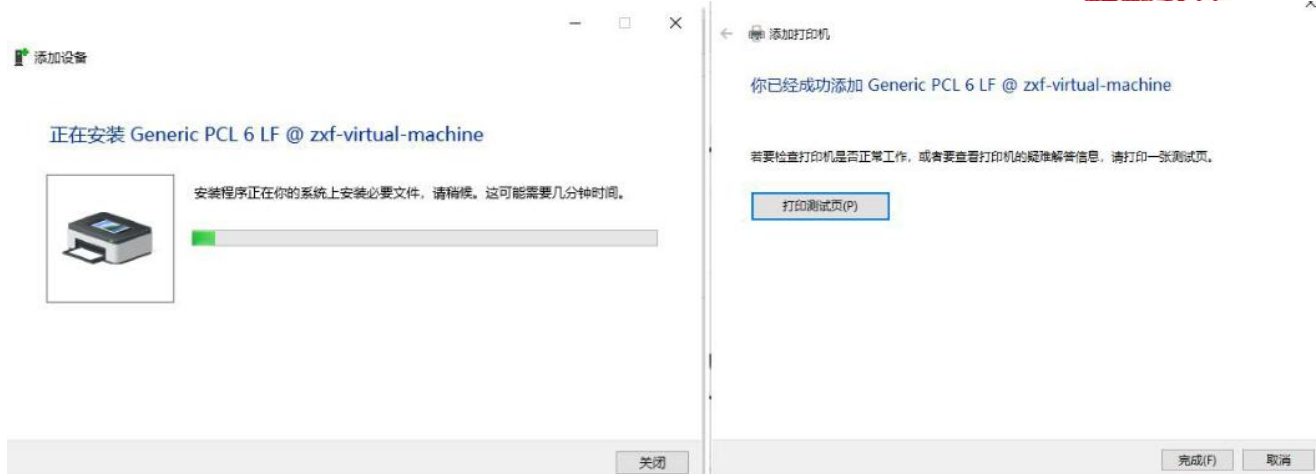 添加设备
正在安装 Generic PCL 6 LF @ zxf-virtual-machine
安装程序正在你的系统上安装必要文件，请稍候。这可能需要几分钟时间。
关闭
添加打印机
你已经成功添加 Generic PCL 6 LF @ zxf-virtual-machine
若要检查打印机是否正常工作，或者要查看打印机的疑难解答信息，请打印一张测试页。
打印测试页(P)
完成(F)
取消